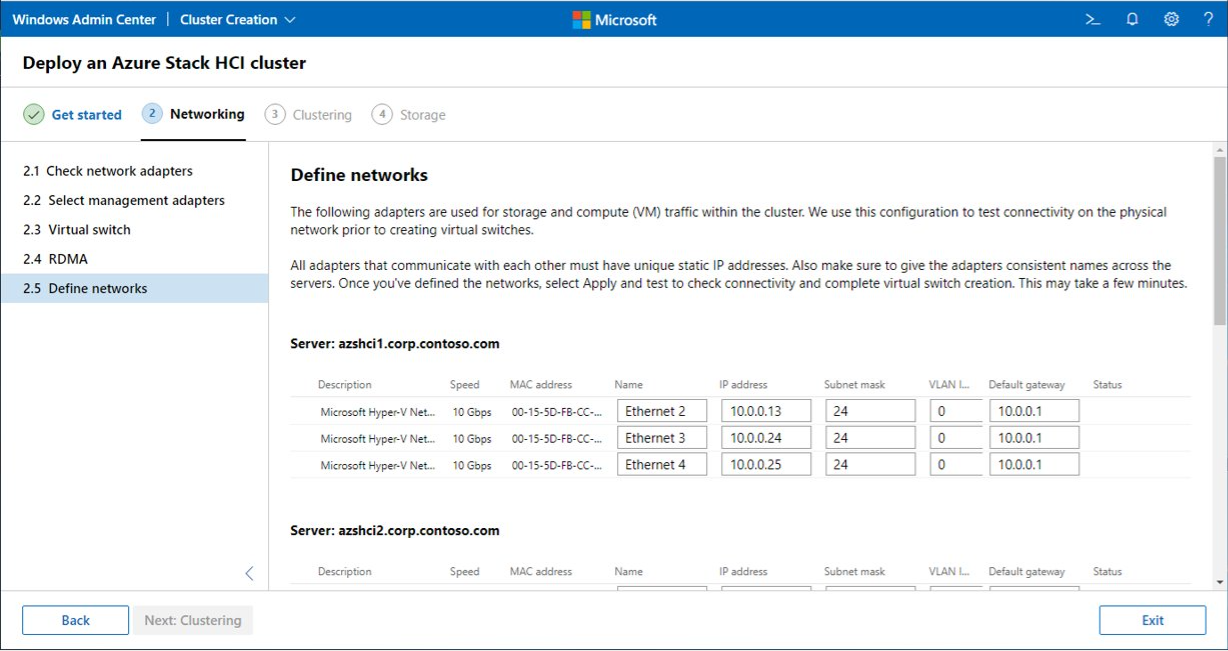 Windows Admin Center | Cluster Creation
Microsoft
>_
?
Deploy an Azure Stack HCI cluster
Get started
2 Networking
3 Clustering
4 Storage
2.1 Check network adapters
2.2 Select management adapters
2.3 Virtual switch
2.4 RDMA
2.5 Define networks
Define networks
The following adapters are used for storage and compute (VM) traffic within the cluster. We use this configuration to test connectivity on the physical
network prior to creating virtual switches.
All adapters that communicate with each other must have unique static IP addresses. Also make sure to give the adapters consistent names across the
servers. Once you've defined the networks, select Apply and test to check connectivity and complete virtual switch creation. This may take a few minutes.
Server: azshci1.corp.contoso.com
Description Speed MAC address Name IP address Subnet mask VLAN I... Default gateway Status
Microsoft Hyper-V Net... 10 Gbps 00-15-5D-FB-CC-... Ethernet 2 10.0.0.13 24 0 10.0.0.1
Microsoft Hyper-V Net... 10 Gbps 00-15-5D-FB-CC-... Ethernet 3 10.0.0.24 24 0 10.0.0.1
Microsoft Hyper-V Net... 10 Gbps 00-15-5D-FB-CC-... Ethernet 4 10.0.0.25 24 0 10.0.0.1
Server: azshci2.corp.contoso.com
Description Speed MAC address Name IP address Subnet mask VLAN I... Default gateway Status
Back
Next: Clustering
Exit